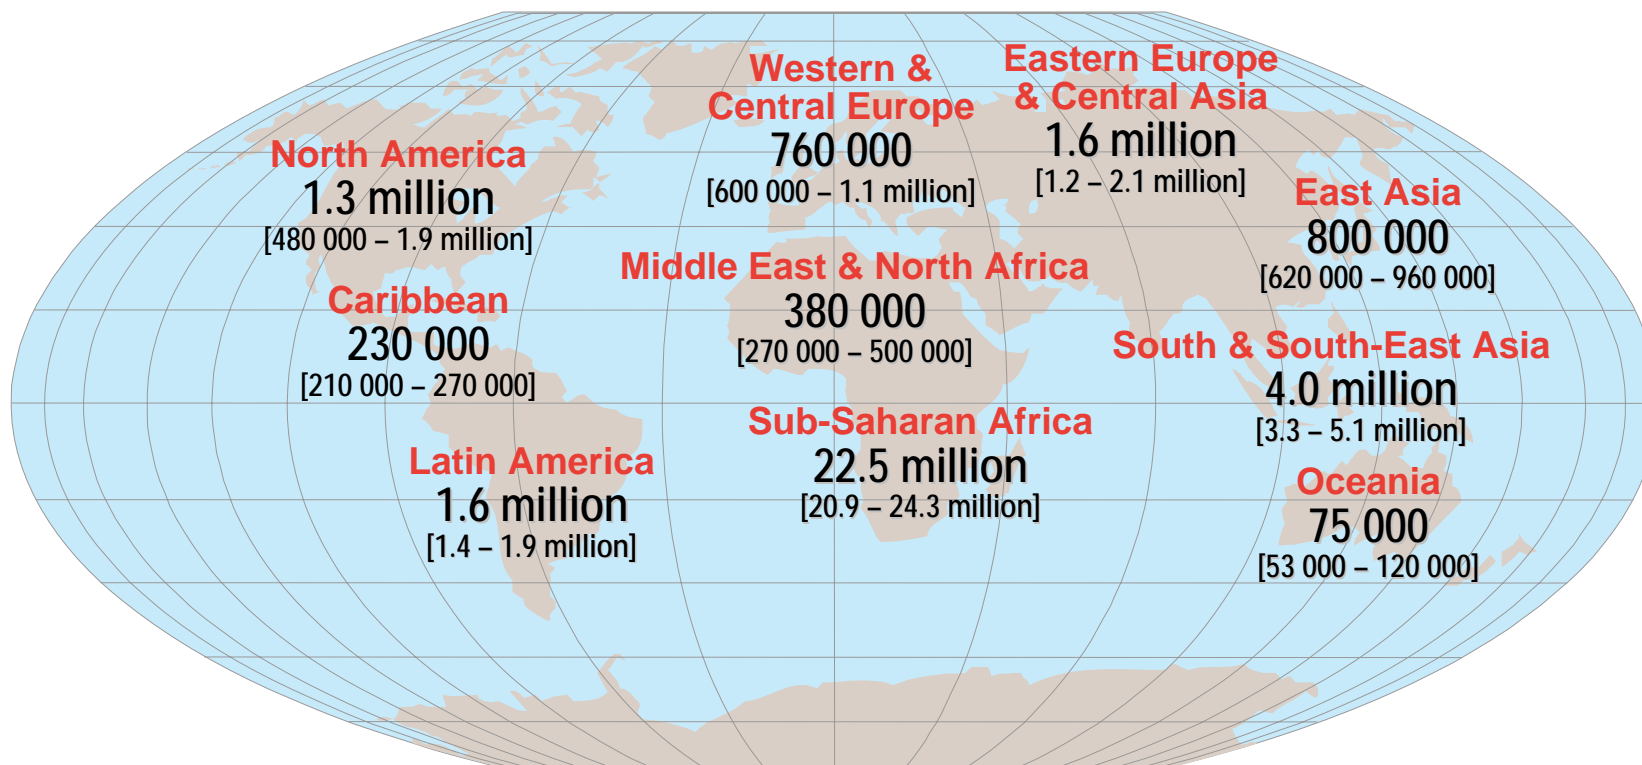 Western &
Central Europe
760 000
[600 000 – 1.1 million]
Eastern Europe
& Central Asia
1.6 million
[1.2 – 2.1 million]
North America
1.3 million
[480 000 – 1.9 million]
East Asia
800 000
[620 000 – 960 000]
Middle East & North Africa
380 000
[270 000 – 500 000]
Caribbean
230 000
[210 000 – 270 000]
South & South-East Asia
4.0 million
[3.3 – 5.1 million]
Sub-Saharan Africa
22.5 million
[20.9 – 24.3 million]
Latin America
1.6 million
[1.4 – 1.9 million]
Oceania
75 000
[53 000 – 120 000]